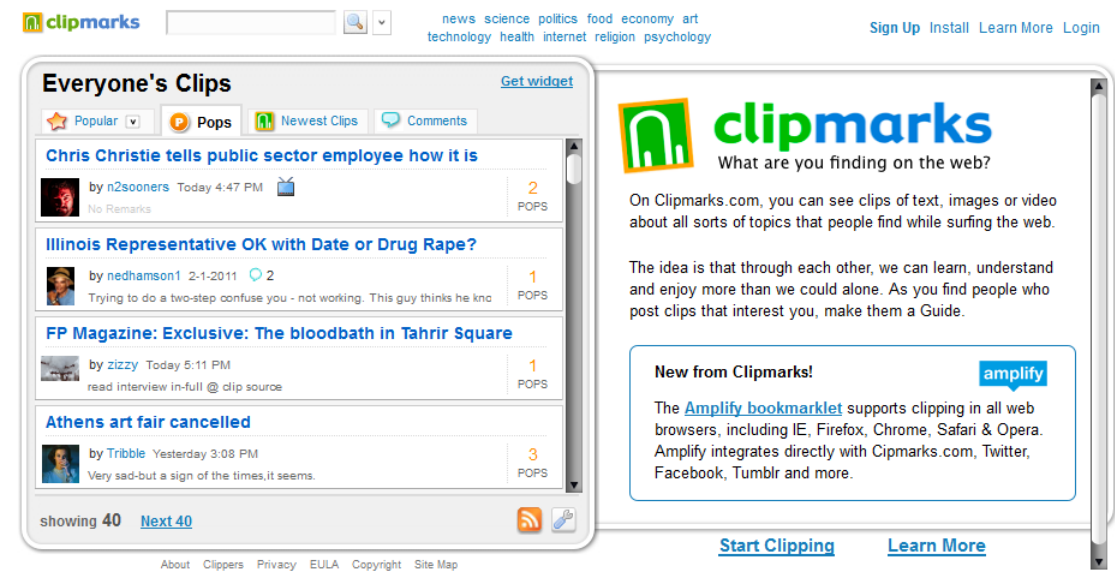 clipmarks
news science politics food economy art
technology health internet religion psychology
Sign Up Install Learn More Login
Everyone's Clips
Get widget
Popular v Pops Newest Clips Comments
Chris Christie tells public sector employee how it is
by n2sooners Today 4:47 PM
No Remarks
2
POPS
Illinois Representative OK with Date or Drug Rape?
by nedhamson1 2-1-2011 2
Trying to do a two-step confuse you - not working. This guy thinks he kno
1
POPS
FP Magazine: Exclusive: The bloodbath in Tahrir Square
by zizzy Today 5:11 PM
read interview in-full @ clip source
1
POPS
Athens art fair cancelled
by Tribble Yesterday 3:08 PM
Very sad-but a sign of the times,it seems.
3
POPS
showing 40 Next 40
About Clippers Privacy EULA Copyright Site Map
clipmarks
What are you finding on the web?
On Clipmarks.com, you can see clips of text, images or video
about all sorts of topics that people find while surfing the web.
The idea is that through each other, we can learn, understand
and enjoy more than we could alone. As you find people who
post clips that interest you, make them a Guide.
New from Clipmarks!
amplify
The Amplify bookmarklet supports clipping in all web
browsers, including IE, Firefox, Chrome, Safari & Opera.
Amplify integrates directly with Cipmarks.com, Twitter,
Facebook, Tumblr and more.
Start Clipping Learn More